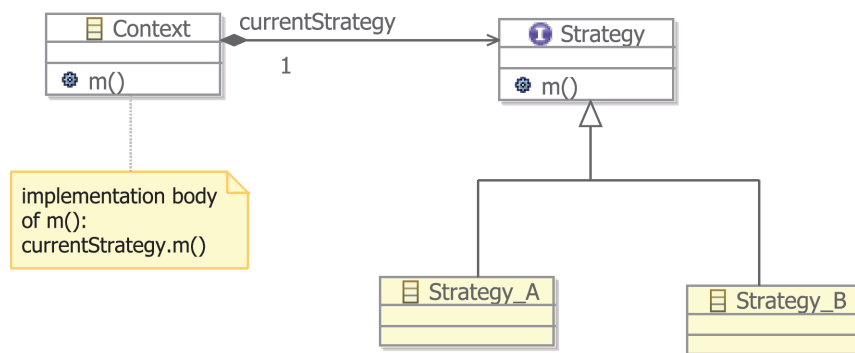 Context
currentStrategy
1
m()
I
Strategy
m()
implementation body
of m():
currentStrategy.m()
Strategy_A
Strategy_B